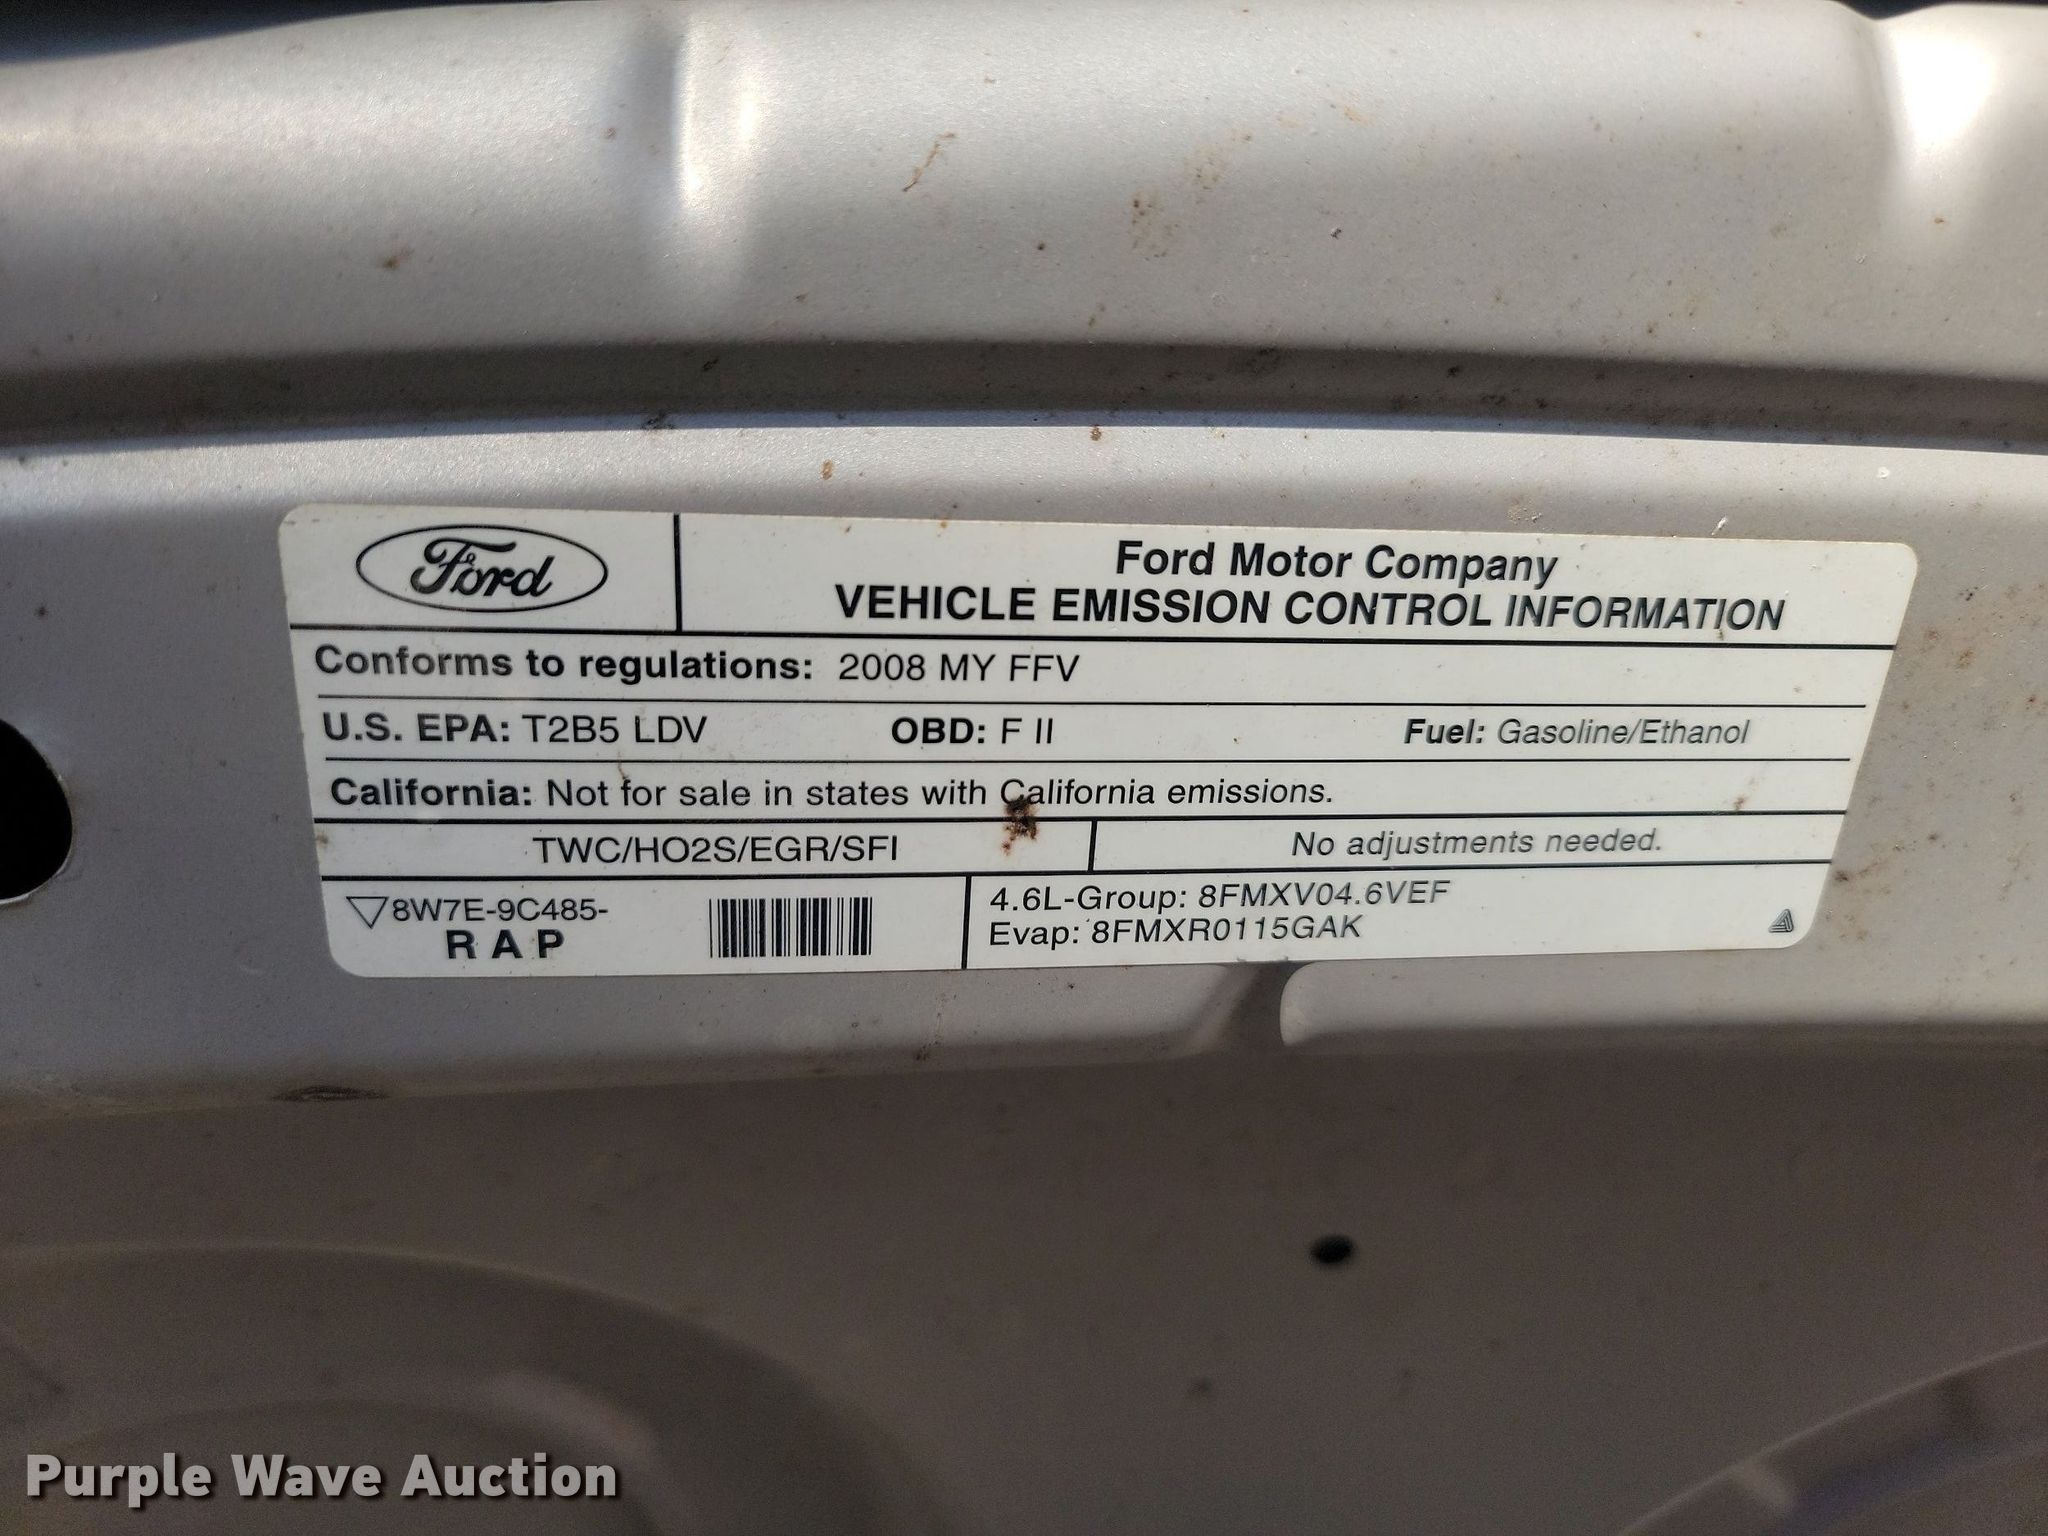 Ford
Ford Motor Company
VEHICLE EMISSION CONTROL INFORMATION
Conforms to regulations: 2008 MY FFV
U.S. EPA: T2B5 LDV OBD: F II Fuel: Gasoline/Ethanol
California: Not for sale in states with California emissions.
TWC/HO2S/EGR/SFI No adjustments needed.
8W7E-9C485-
R A P
4.6L-Group: 8FMXV04.6VEF
Evap: 8FMXR0115GAK
Purple Wave Auction